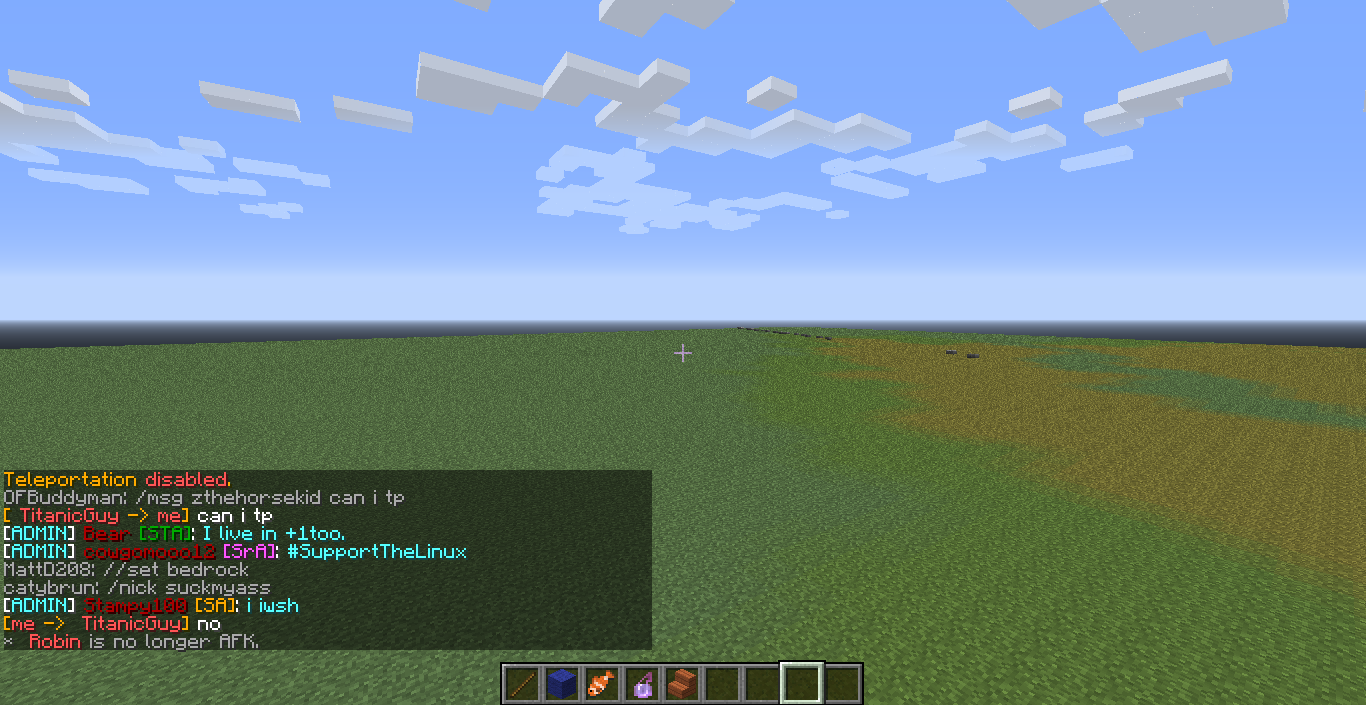 Teleportation disabled.
OFBuddyman: /msg zthehorsekid can i tp
[ TitanicGuy -> me] can i tp
[ADMIN] Bear [STA]: I live in +1too.
[ADMIN] cowgomooo12 [SrA]: #SupportTheLinux
MattD208: //set bedrock
catybrun: /nick suckmyass
[ADMIN] Stampy100 [SA]: i iwsh
[me -> TitanicGuy] no
* Robin is no longer AFK.